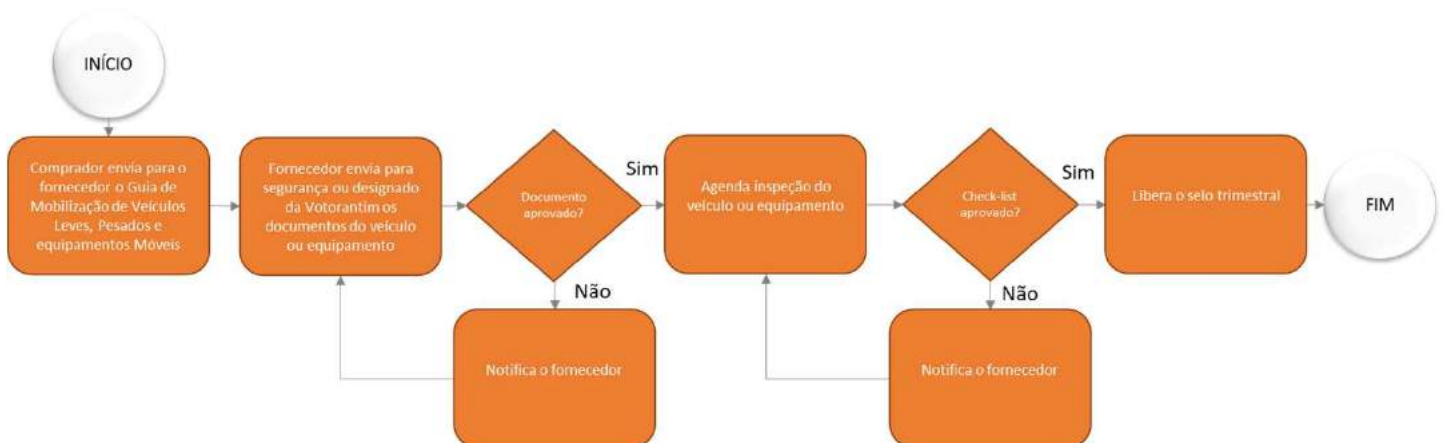 INÍCIO
Comprador envia para o
fornecedor o Guia de
Mobilização de Veículos
Leves, Pesados e
equipamentos Móveis
Fornecedor envia para
segurança ou designado
da Votorantim os
documentos do veículo
ou equipamento
Documento
aprovado?
Sim
Não
Notifica o fornecedor
Agenda inspeção do
veículo ou equipamento
Check-list
aprovado?
Sim
Não
Notifica o fornecedor
Libera o selo trimestral
FIM